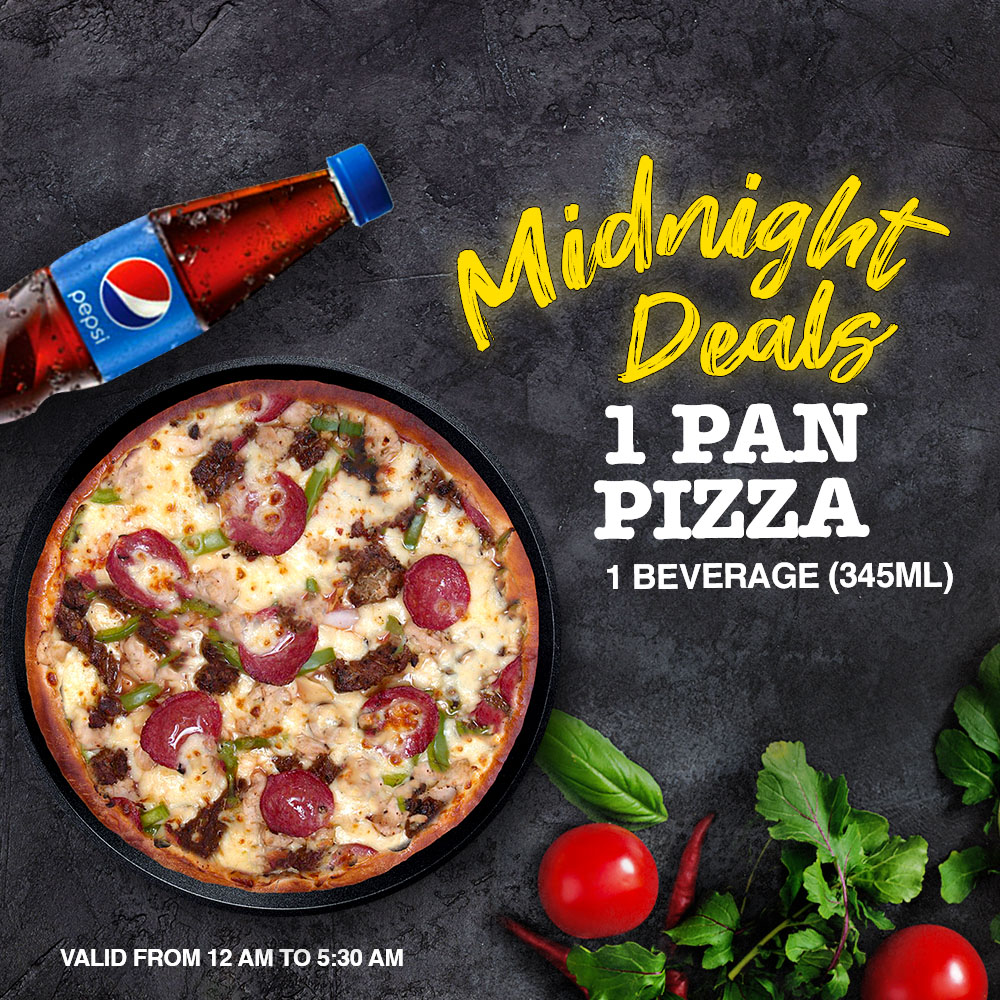 pepsi
Midnight
Deals
1 PAN
PIZZA
1 BEVERAGE (345ML)
VALID FROM 12 AM TO 5:30 AM